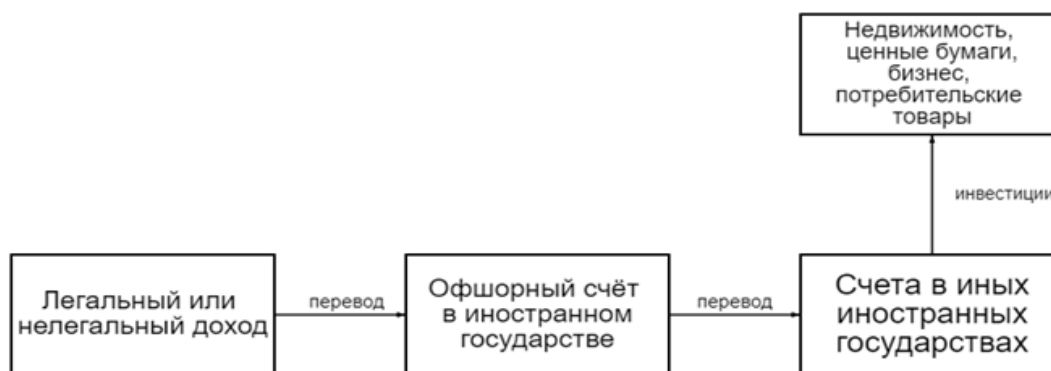 Недвижимость,
ценные бумаги,
бизнес,
потребительские
товары
инвестиции
Легальный или
нелегальный доход
перевод
Офшорный счёт
в иностранном
государстве
перевод
Счета в иных
иностранных
государствах